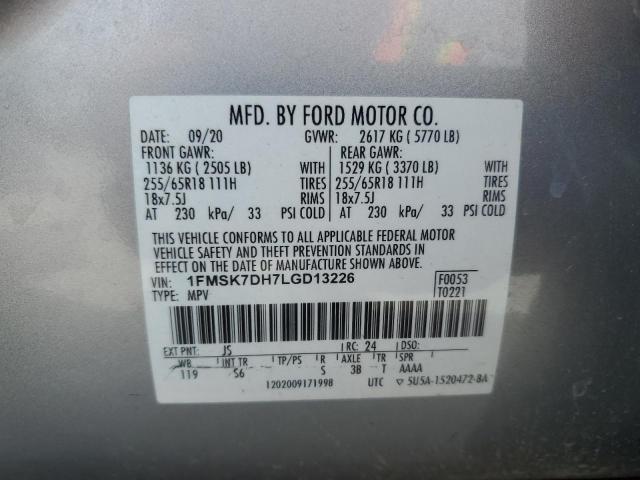 MFD. BY FORD MOTOR CO.
DATE: 09/20 GVWR: 2617 KG ( 5770 LB)
FRONT GAWR: REAR GAWR:
1136 KG ( 2505 LB) WITH 1529 KG ( 3370 LB) WITH
255/65R18 111H TIRES 255/65R18 111H TIRES
18x7.5J RIMS 18x7.5J RIMS
AT 230 kPa/ 33 PSI COLD AT 230 kPa/ 33 PSI COLD
THIS VEHICLE CONFORMS TO ALL APPLICABLE FEDERAL MOTOR
VEHICLE SAFETY AND THEFT PREVENTION STANDARDS IN
EFFECT ON THE DATE OF MANUFACTURE SHOWN ABOVE.
VIN: 1FMSK7DH7LGD13226 F0053
TYPE: MPV T0221
EXT PNT: JS RC: 24 DSO:
WB INT TR TP/PS R AXLE TR SPR
119 S6 S 3B T AAAA
1202009171998 UTC 5U5A-1520472-BA